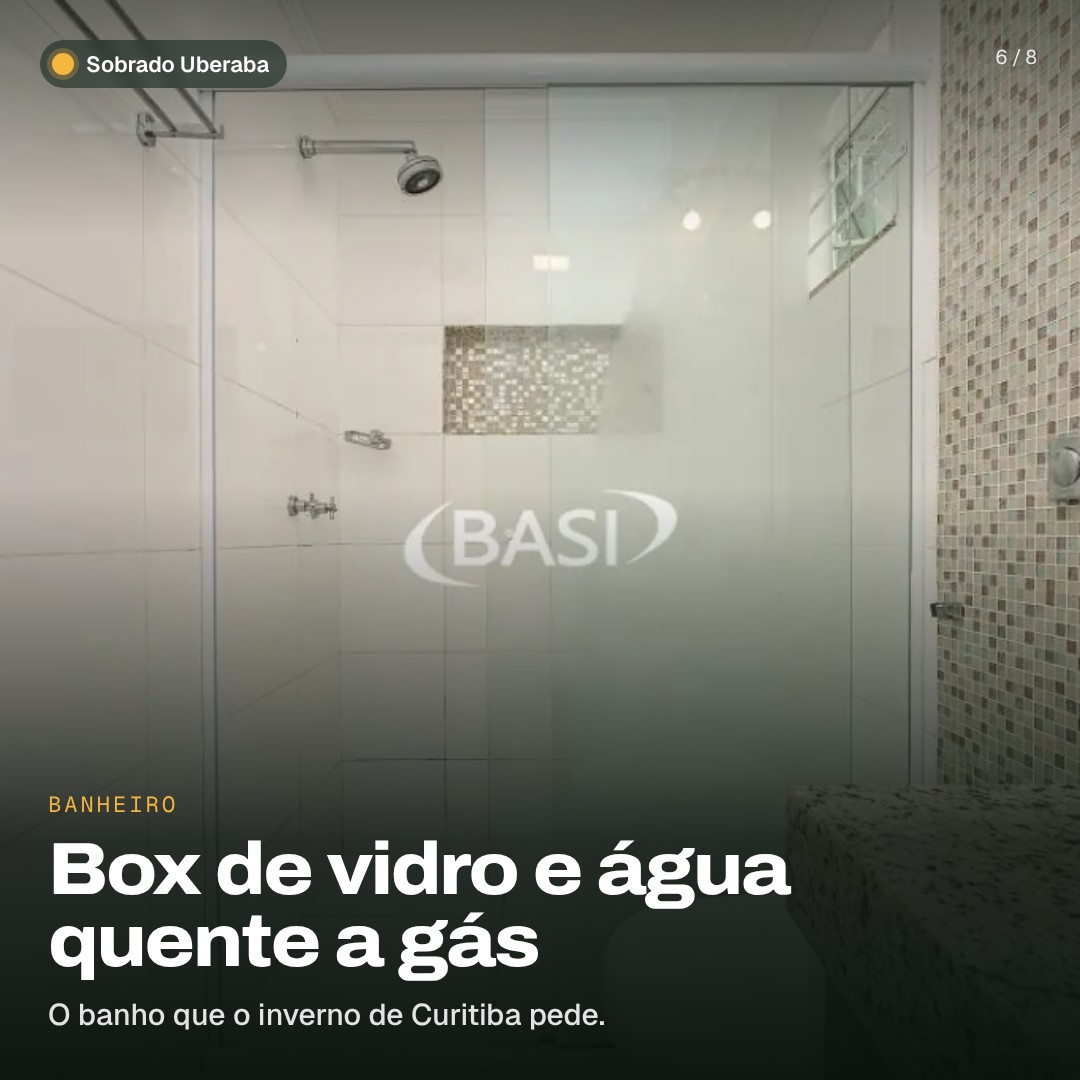 Sobrado Uberaba
6 / 8
BASI
BANHEIRO
Box de vidro e água
quente a gás
O banho que o inverno de Curitiba pede.